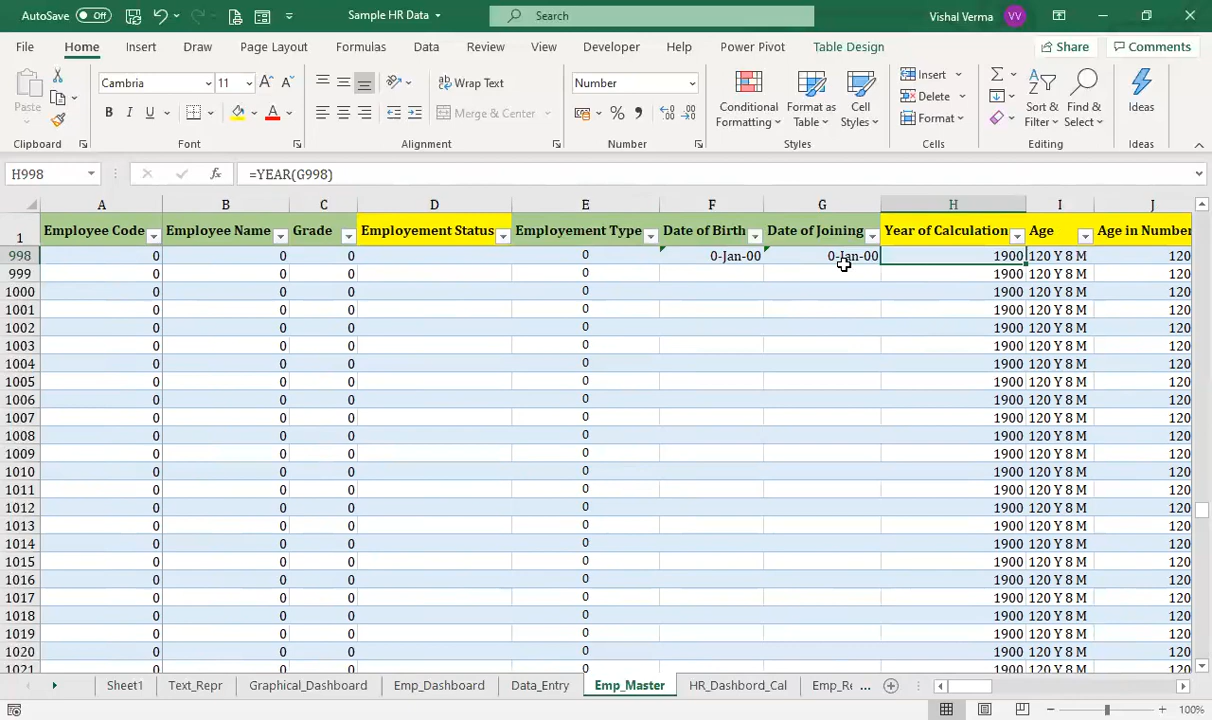 AutoSave Off Sample HR Data Search Vishal Verma VV
File Home Insert Draw Page Layout Formulas Data Review View Developer Help Power Pivot Table Design Share Comments
Paste Cambria 11 Wrap Text Number Conditional Formatting Format as Table Cell Styles Insert Delete Format Sort & Filter Find & Select Ideas
B I U A Merge & Center
Clipboard Font Alignment Number Styles Cells Editing Ideas
H998 fx =YEAR(G998)
A B C D E F G H I J
1 Employee Code Employee Name Grade Employement Status Employement Type Date of Birth Date of Joining Year of Calculation Age Age in Number
998 0 0 0 0 0-Jan-00 0-Jan-00 1900 120 Y 8 M 120
999 0 0 0 0 1900 120 Y 8 M 120
1000 0 0 0 0 1900 120 Y 8 M 120
1001 0 0 0 0 1900 120 Y 8 M 120
1002 0 0 0 0 1900 120 Y 8 M 120
1003 0 0 0 0 1900 120 Y 8 M 120
1004 0 0 0 0 1900 120 Y 8 M 120
1005 0 0 0 0 1900 120 Y 8 M 120
1006 0 0 0 0 1900 120 Y 8 M 120
1007 0 0 0 0 1900 120 Y 8 M 120
1008 0 0 0 0 1900 120 Y 8 M 120
1009 0 0 0 0 1900 120 Y 8 M 120
1010 0 0 0 0 1900 120 Y 8 M 120
1011 0 0 0 0 1900 120 Y 8 M 120
1012 0 0 0 0 1900 120 Y 8 M 120
1013 0 0 0 0 1900 120 Y 8 M 120
1014 0 0 0 0 1900 120 Y 8 M 120
1015 0 0 0 0 1900 120 Y 8 M 120
1016 0 0 0 0 1900 120 Y 8 M 120
1017 0 0 0 0 1900 120 Y 8 M 120
1018 0 0 0 0 1900 120 Y 8 M 120
1019 0 0 0 0 1900 120 Y 8 M 120
1020 0 0 0 0 1900 120 Y 8 M 120
1021 0 0 0 0 1900 120 Y 8 M 120
Sheet1 Text_Repr Graphical_Dashboard Emp_Dashboard Data_Entry Emp_Master HR_Dashbord_Cal Emp_Re ...
100%